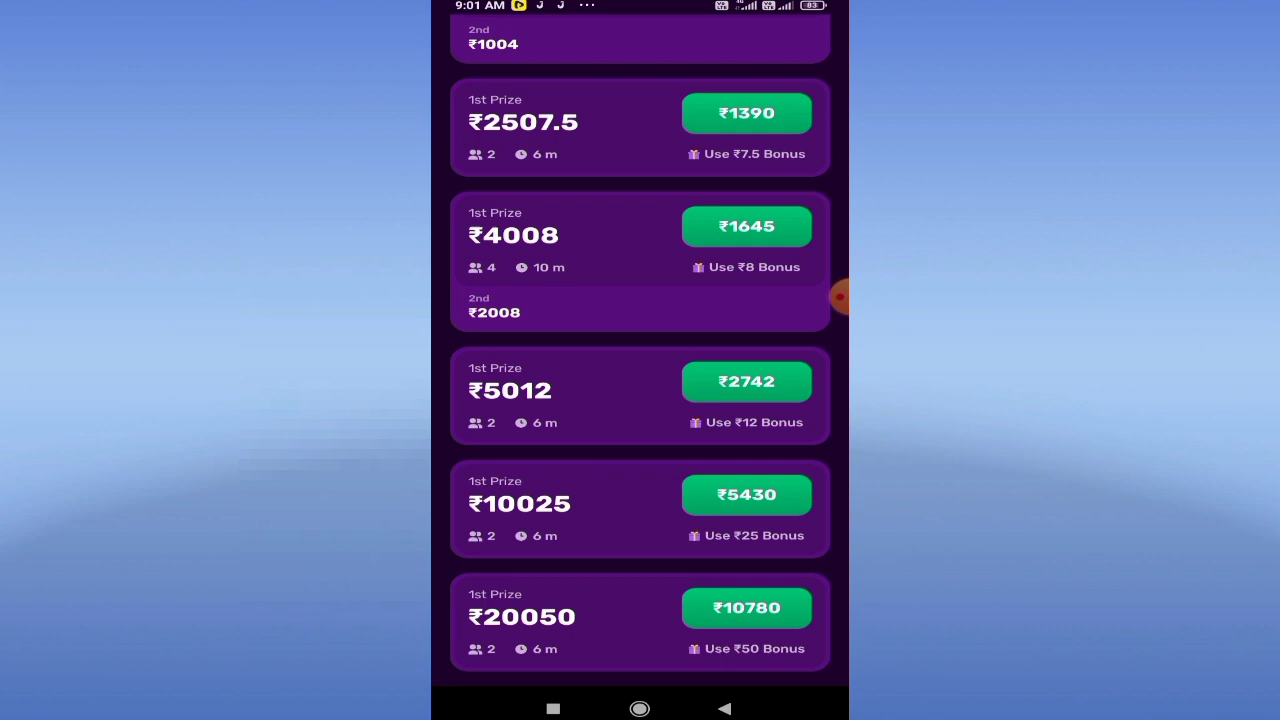 9:01 AM J J ...
4G 83
2nd
₹1004
1st Prize
₹2507.5
₹1390
2 6 m
Use ₹7.5 Bonus
1st Prize
₹4008
₹1645
4 10 m
Use ₹8 Bonus
2nd
₹2008
1st Prize
₹5012
₹2742
2 6 m
Use ₹12 Bonus
1st Prize
₹10025
₹5430
2 6 m
Use ₹25 Bonus
1st Prize
₹20050
₹10780
2 6 m
Use ₹50 Bonus